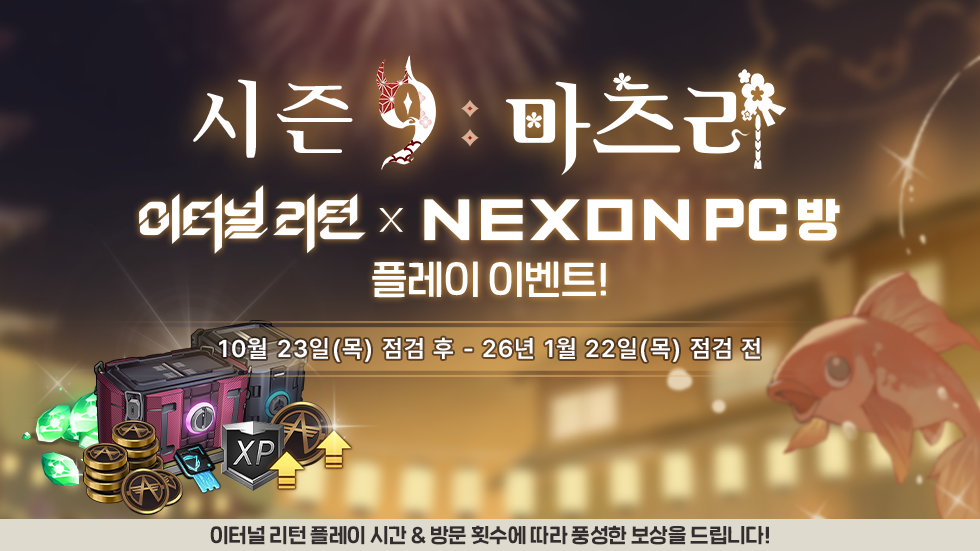 시즌 9 : 마츠리
이터널 리턴 × NEXON PC방
플레이 이벤트!
10월 23일(목) 점검 후 - 26년 1월 22일(목) 점검 전
XP
이터널 리턴 플레이 시간 & 방문 횟수에 따라 풍성한 보상을 드립니다!